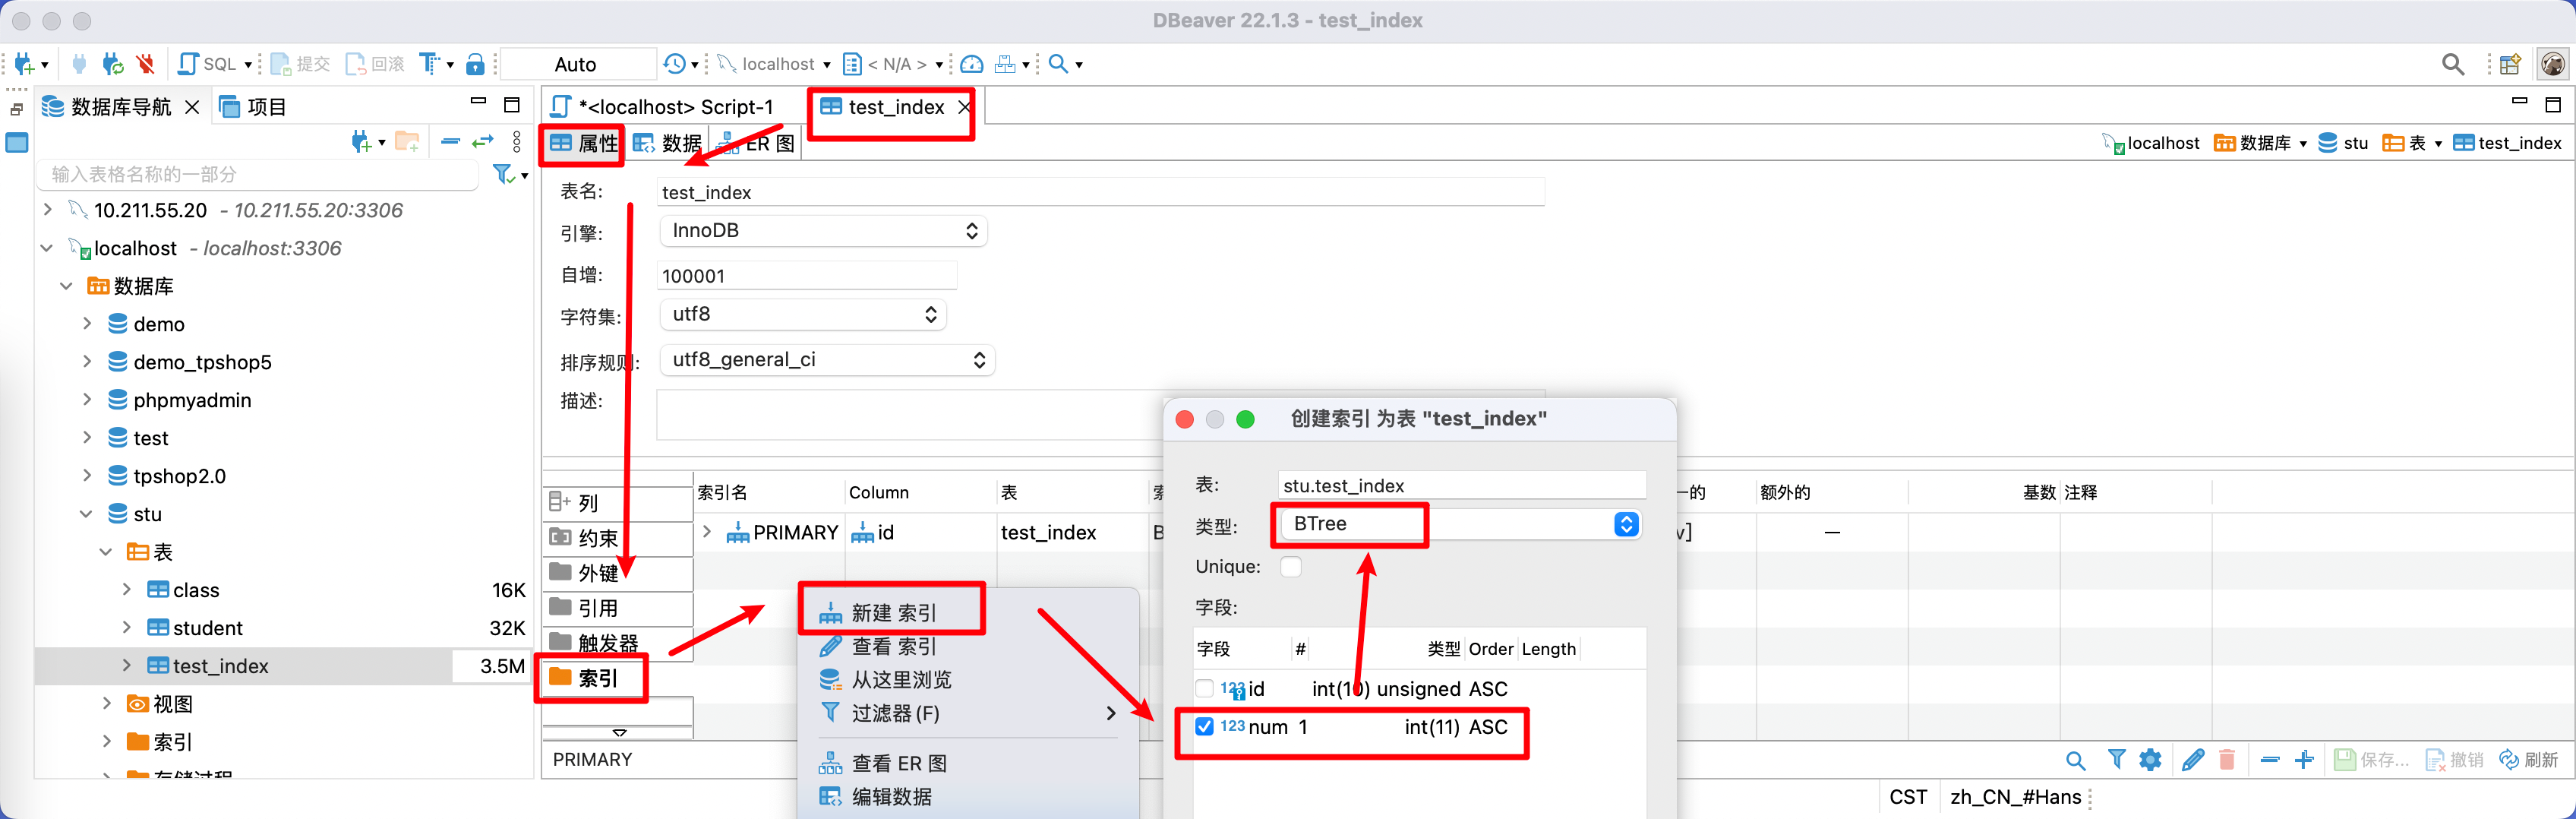 DBeaver 22.1.3 - test_index
SQL 提交 回滚 Auto localhost < N/A >
数据库导航 项目
输入表格名称的一部分
10.211.55.20 - 10.211.55.20:3306
localhost - localhost:3306
数据库
demo
demo_tpshop5
phpmyadmin
test
tpshop2.0
stu
表
class 16K
student 32K
test_index 3.5M
视图
索引
存储过程
*<localhost> Script-1 test_index
属性 数据 ER 图
localhost 数据库 stu 表 test_index
表名: test_index
引擎: InnoDB
自增: 100001
字符集: utf8
排序规则: utf8_general_ci
描述:
列
约束
外键
引用
触发器
索引
索引名 Column 表 一的 额外的 基数 注释
PRIMARY id test_index B v] —
新建 索引
查看 索引
从这里浏览
过滤器(F)
查看 ER 图
编辑数据
创建索引 为表 "test_index"
表: stu.test_index
类型: BTree
Unique:
字段:
字段 # 类型 Order Length
123 id int(10) unsigned ASC
123 num 1 int(11) ASC
PRIMARY
保存... 撤销 刷新
CST zh_CN_#Hans